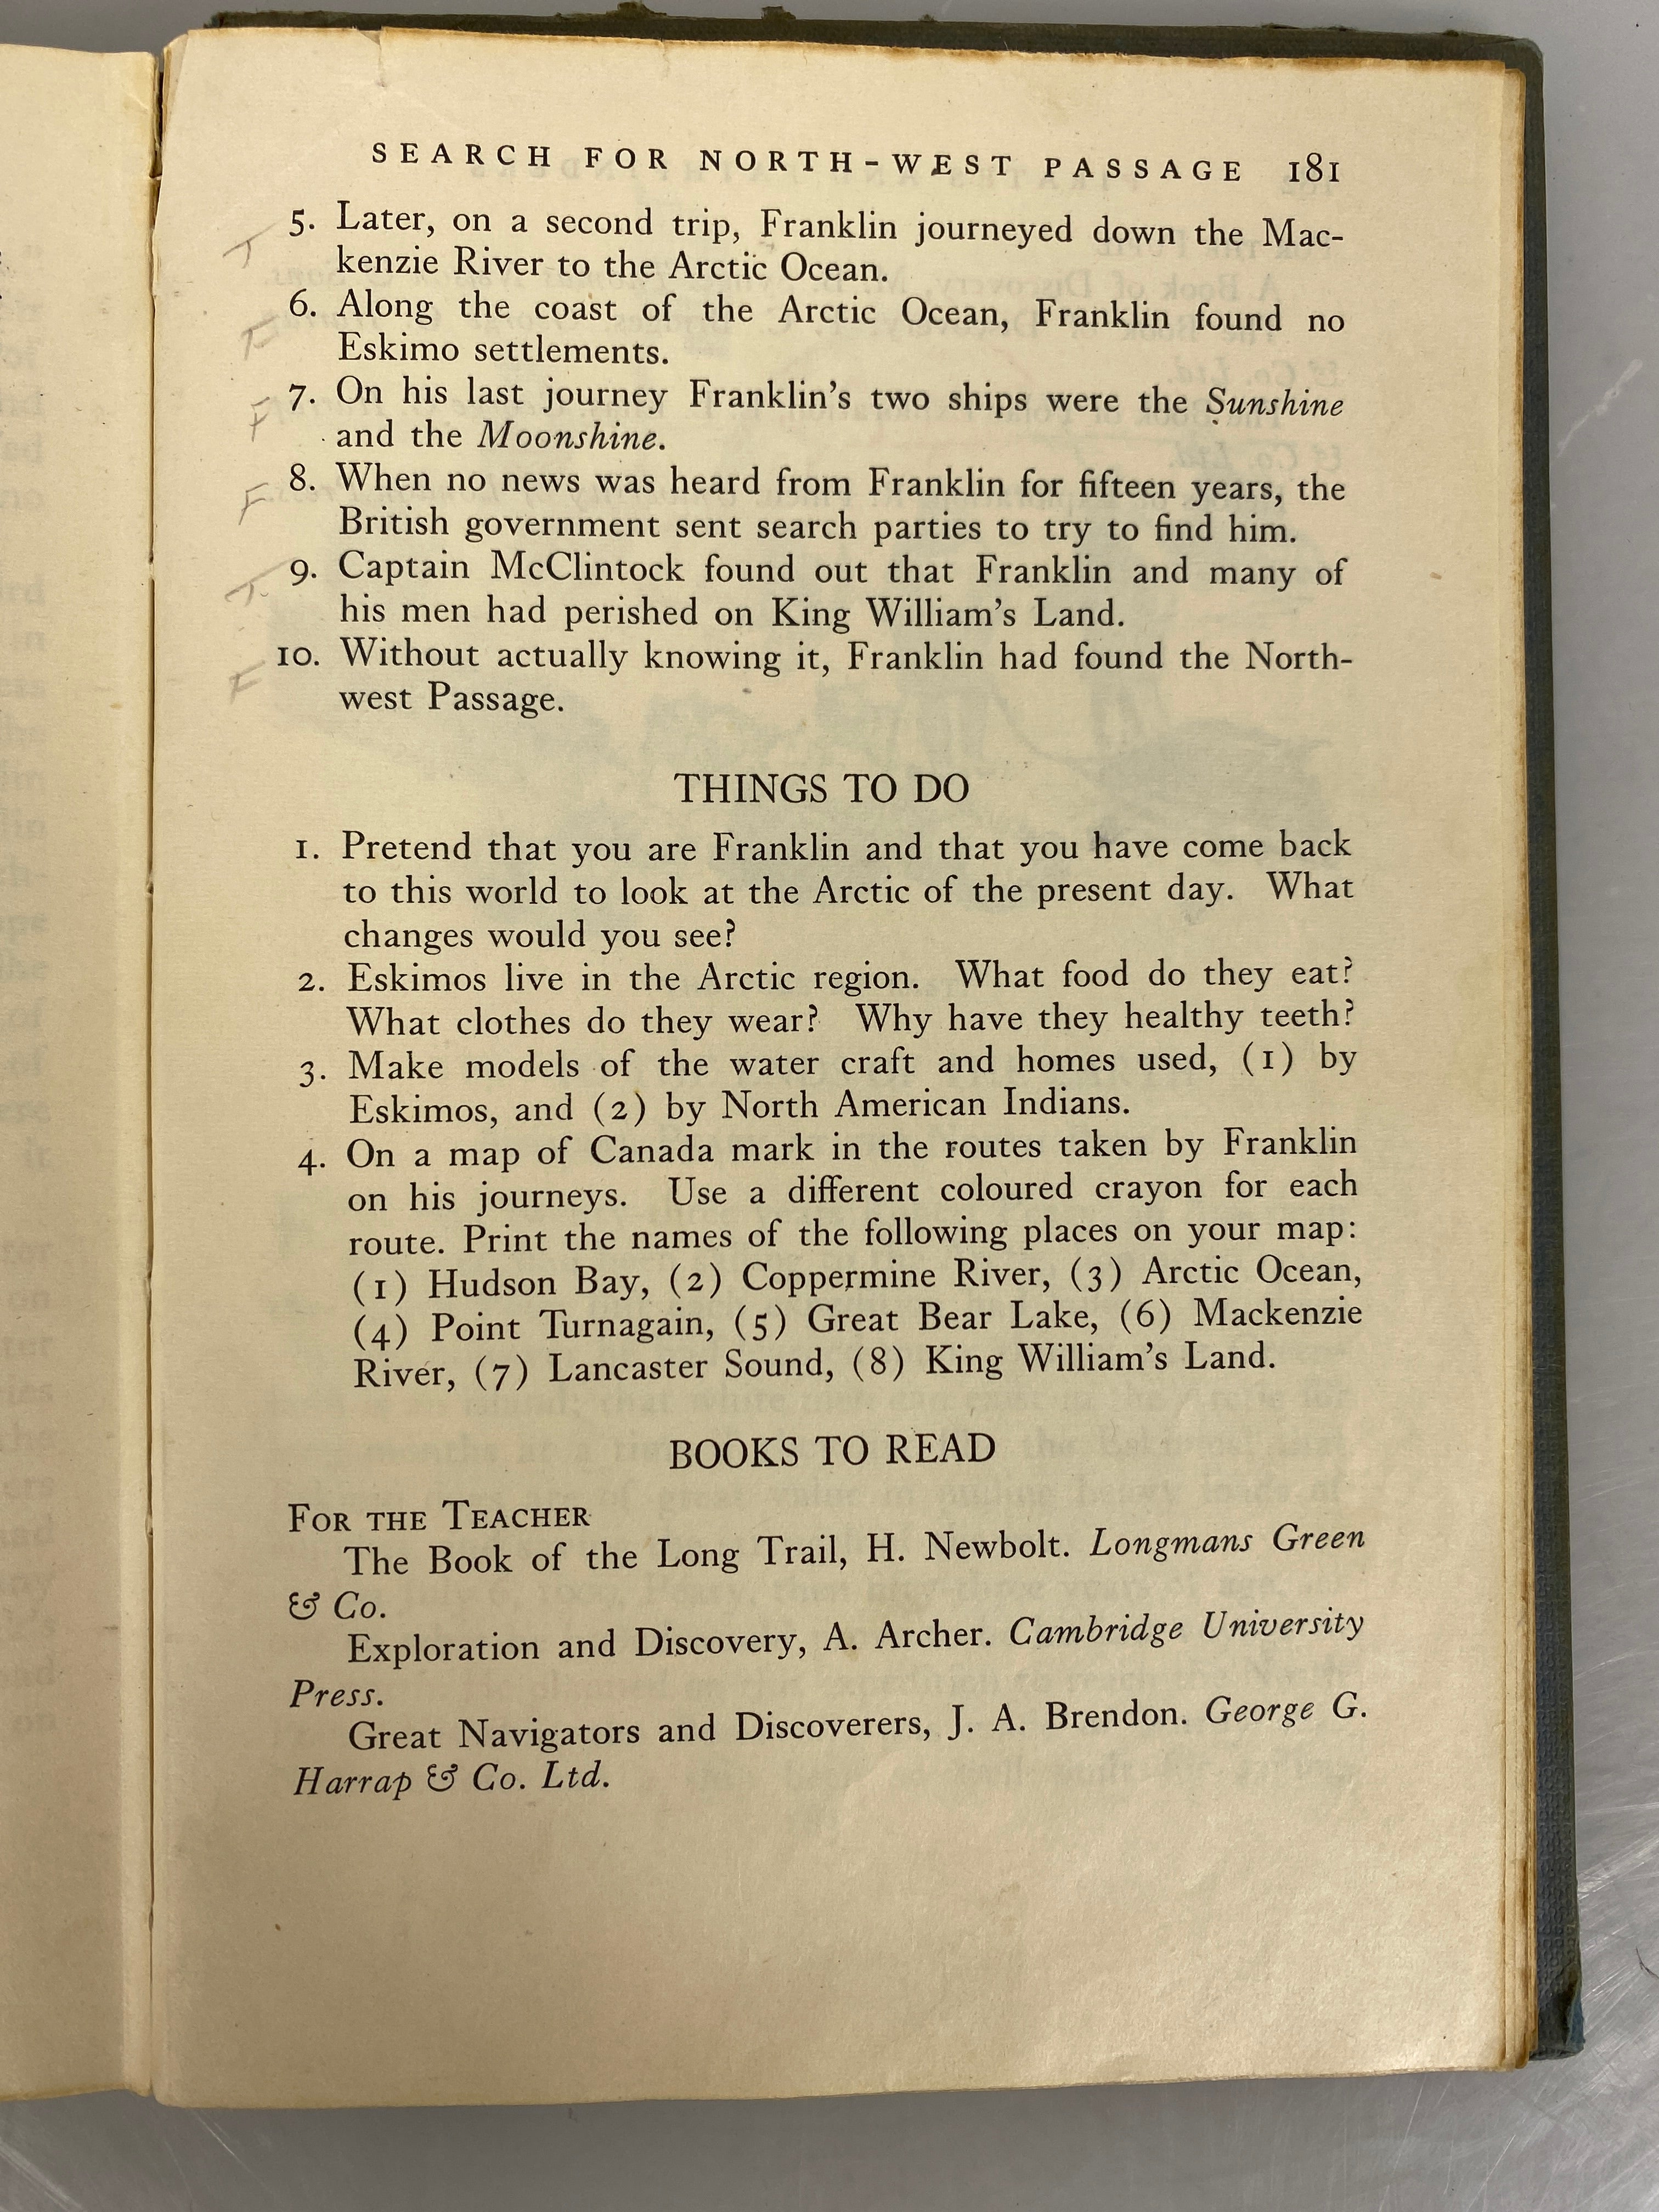 SEARCH FOR NORTH-WEST PASSAGE 181
T 5. Later, on a second trip, Franklin journeyed down the Mac-
kenzie River to the Arctic Ocean.
F 6. Along the coast of the Arctic Ocean, Franklin found no
Eskimo settlements.
F 7. On his last journey Franklin's two ships were the Sunshine
and the Moonshine.
F 8. When no news was heard from Franklin for fifteen years, the
British government sent search parties to try to find him.
T. 9. Captain McClintock found out that Franklin and many of
his men had perished on King William's Land.
F 10. Without actually knowing it, Franklin had found the North-
west Passage.
THINGS TO DO
1. Pretend that you are Franklin and that you have come back
to this world to look at the Arctic of the present day. What
changes would you see?
2. Eskimos live in the Arctic region. What food do they eat?
What clothes do they wear? Why have they healthy teeth?
3. Make models of the water craft and homes used, (1) by
Eskimos, and (2) by North American Indians.
4. On a map of Canada mark in the routes taken by Franklin
on his journeys. Use a different coloured crayon for each
route. Print the names of the following places on your map:
(1) Hudson Bay, (2) Coppermine River, (3) Arctic Ocean,
(4) Point Turnagain, (5) Great Bear Lake, (6) Mackenzie
River, (7) Lancaster Sound, (8) King William's Land.
BOOKS TO READ
FOR THE TEACHER
The Book of the Long Trail, H. Newbolt. Longmans Green
& Co.
Exploration and Discovery, A. Archer. Cambridge University
Press.
Great Navigators and Discoverers, J. A. Brendon. George G.
Harrap & Co. Ltd.